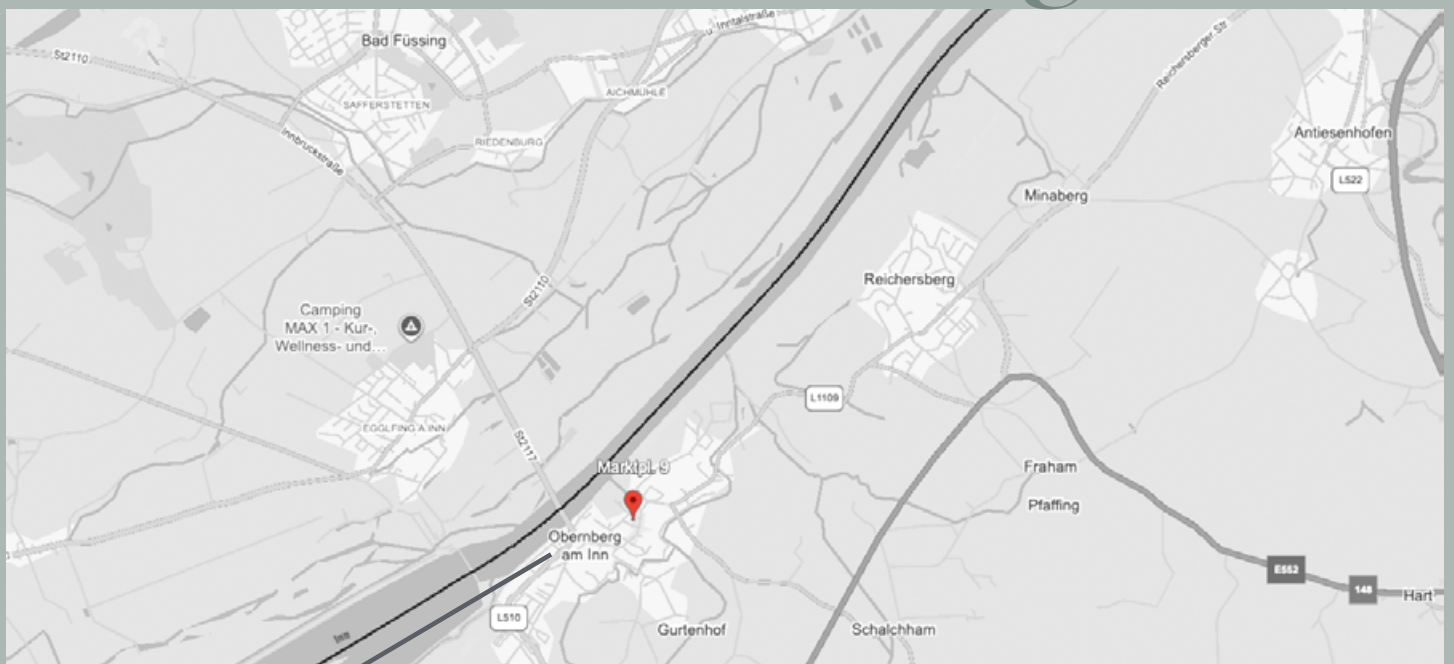 Bad Füssing
u. Inntalstraße
St2110
SAFFERSTETTEN
AICHMÜHLE
Reichersberger Str
Innbruckstraße
RIEDENBURG
Antiesenhofen
L522
Minaberg
Reichersberg
St2110
Camping
MAX 1 - Kur-,
Wellness- und...
L1109
EGGLFING A.INN
St2117
Marktpl. 9
Fraham
Pfaffing
Obernberg
am Inn
E552
148
Hart
L510
Inn
Gurtenhof
Schalchham